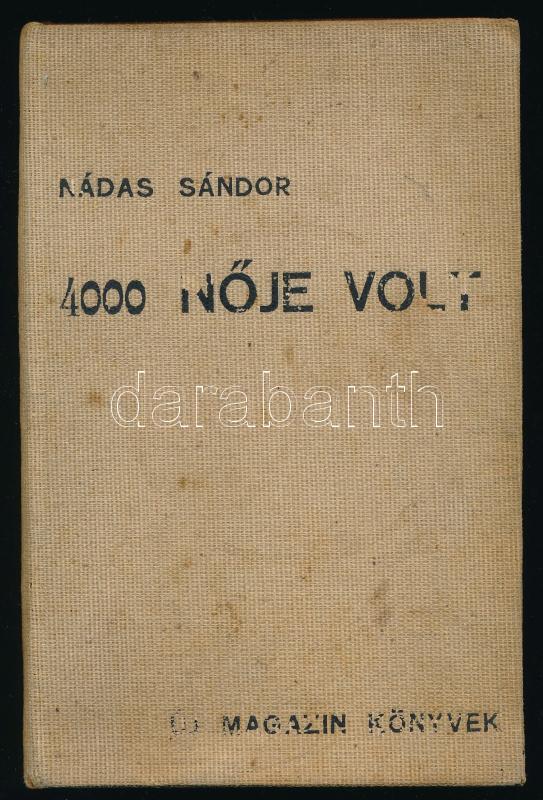 NÁDAS SÁNDOR
4000 NŐJE VOLT
darabanth
ÚJ MAGAZIN KÖNYVEK